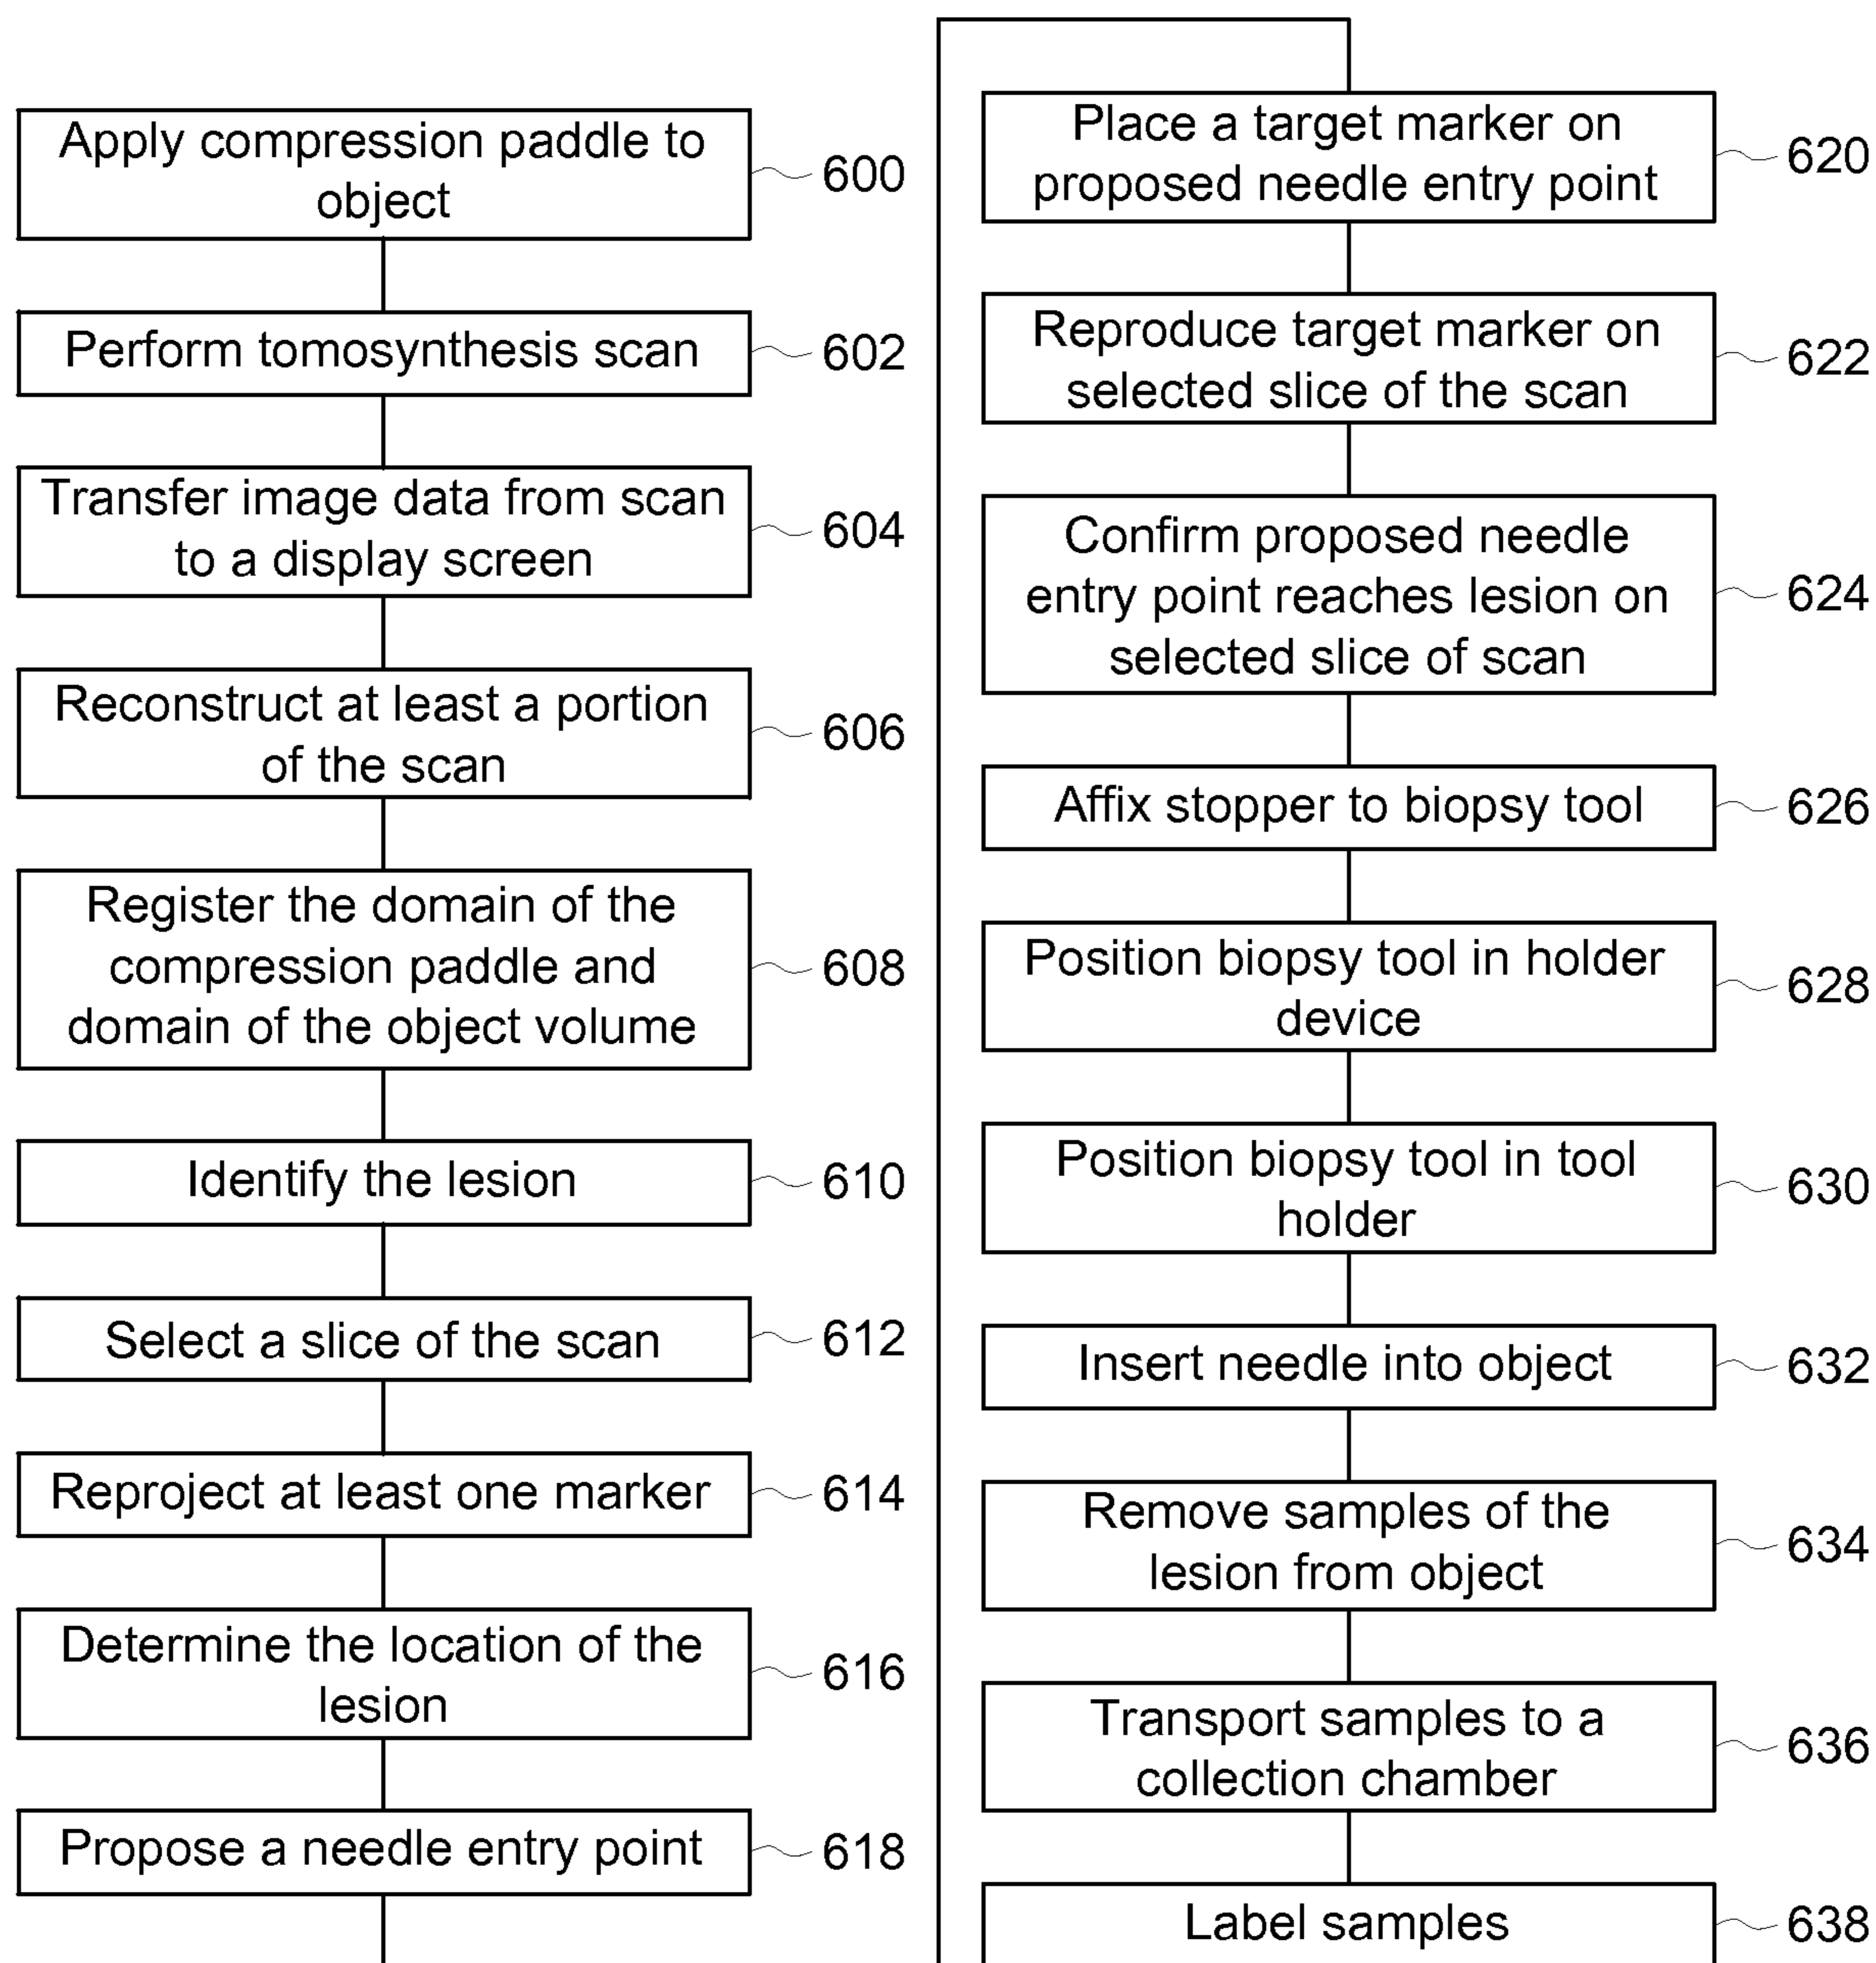 Apply compression paddle to
object
600
Perform tomosynthesis scan
602
Transfer image data from scan
to a display screen
604
Reconstruct at least a portion
of the scan
606
Register the domain of the
compression paddle and
domain of the object volume
608
Identify the lesion
610
Select a slice of the scan
612
Reproject at least one marker
614
Determine the location of the
lesion
616
Propose a needle entry point
618
Place a target marker on
proposed needle entry point
620
Reproduce target marker on
selected slice of the scan
622
Confirm proposed needle
entry point reaches lesion on
selected slice of scan
624
Affix stopper to biopsy tool
626
Position biopsy tool in holder
device
628
Position biopsy tool in tool
holder
630
Insert needle into object
632
Remove samples of the
lesion from object
634
Transport samples to a
collection chamber
636
Label samples
638